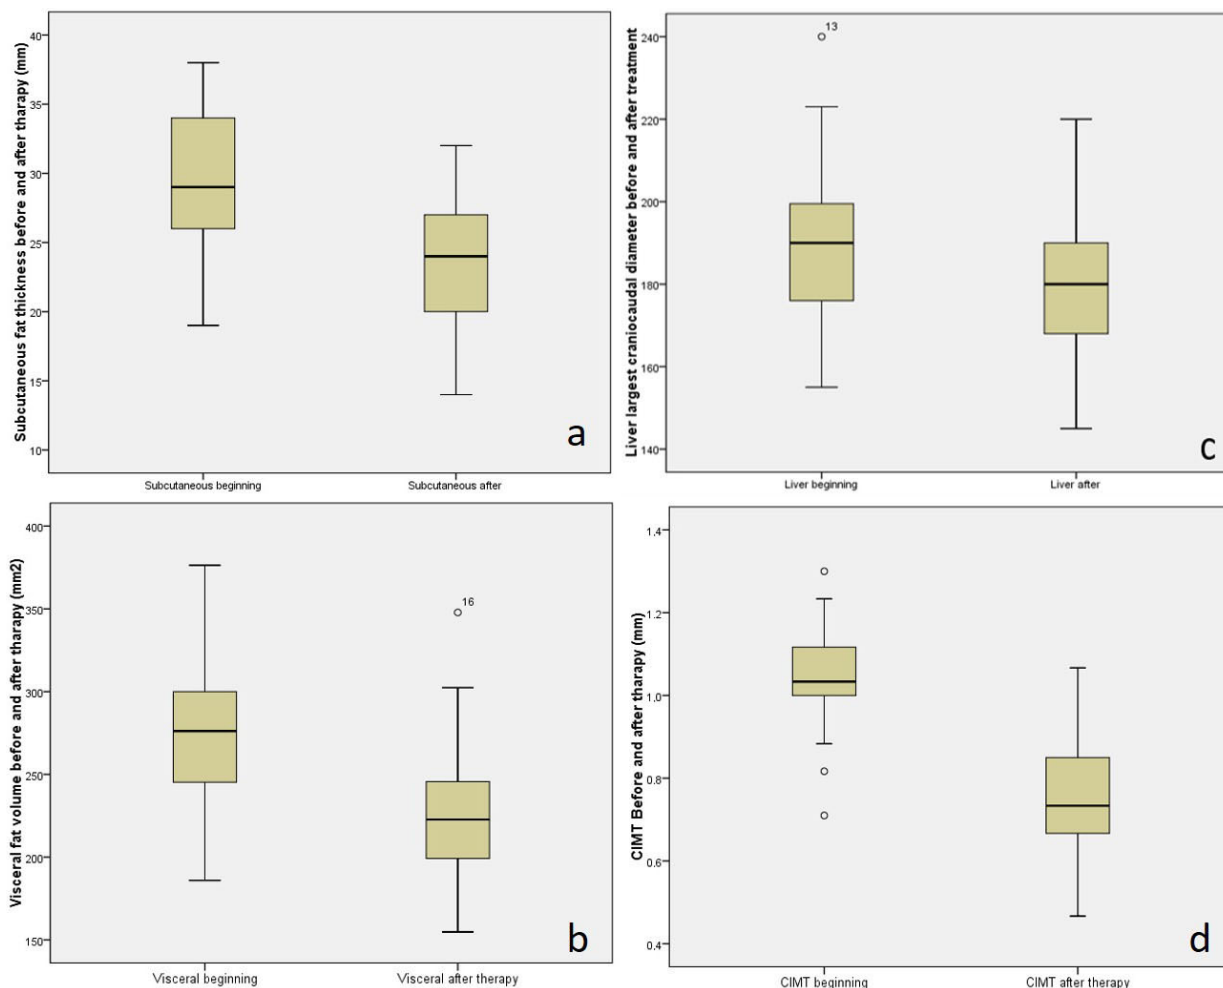 Subcutaneous fat thickness before and after tharapy (mm)
40
35
30
25
20
15
10
Subcutaneous beginning
Subcutaneous after
a
Liver largest craniocaudal diameter before and after treatment
240
220
200
180
160
140
13
Liver beginning
Liver after
c
Visceral fat volume before and after tharapy (mm2)
400
350
300
250
200
150
16
Visceral beginning
Visceral after therapy
b
CIMT Before and after tharapy (mm)
1.4
1.2
1.0
0.8
0.6
0.4
CIMT beginning
CIMT after therapy
d